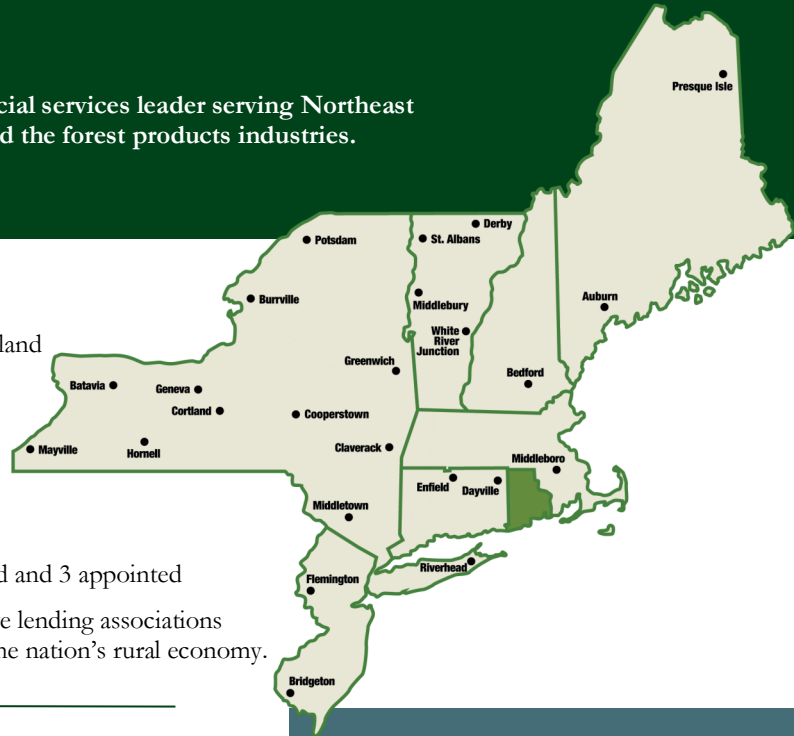 cial services leader serving Northeast
d the forest products industries.
land
d and 3 appointed
e lending associations
he nation's rural economy.
Presque Isle
Derby
Potsdam
St. Albans
Burrville
Middlebury
Auburn
White
River
Junction
Greenwich
Bedford
Batavia
Geneva
Cortland
Cooperstown
Mayville
Hornell
Claverack
Middleboro
Enfield
Dayville
Middletown
Riverhead
Flemington
Bridgeton